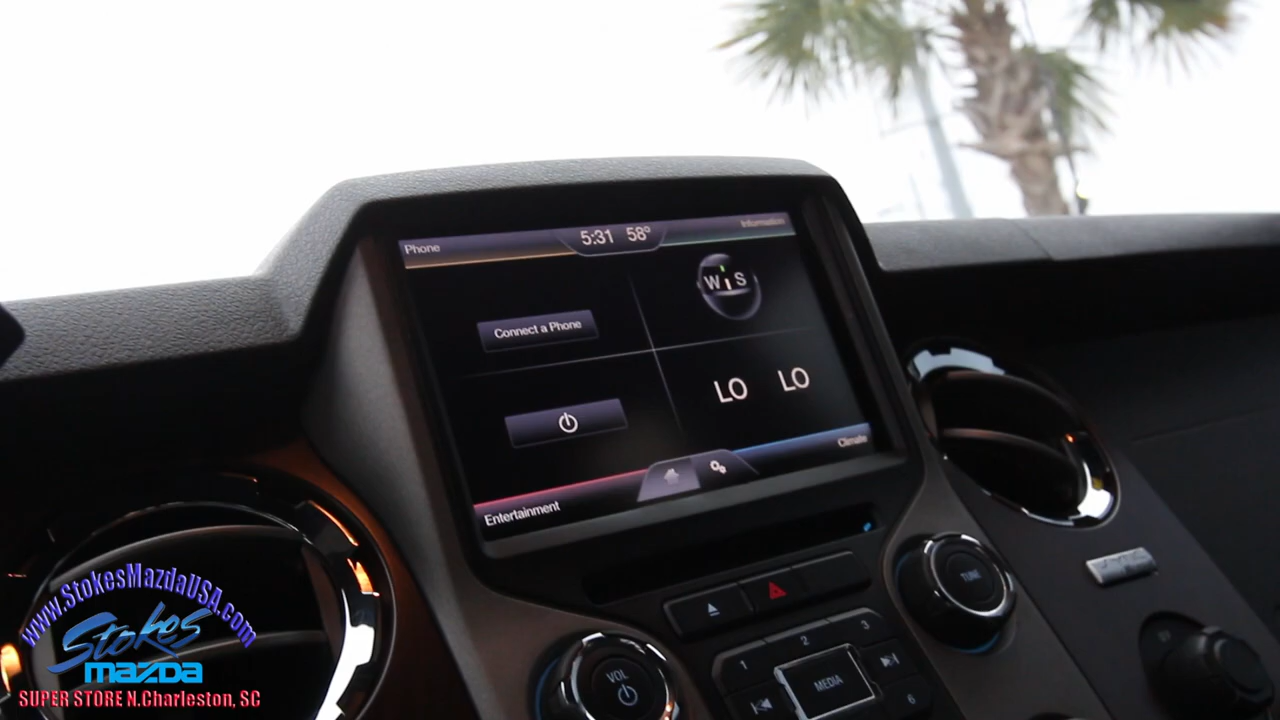 Phone
5:31 58°
Information
Connect a Phone
W S
LO LO
Entertainment
Climate
VOL
1 2 3
MEDIA
6
TUNE
www.StokesMazdaUSA.com
Stokes
mazda
SUPER STORE N.Charleston, SC